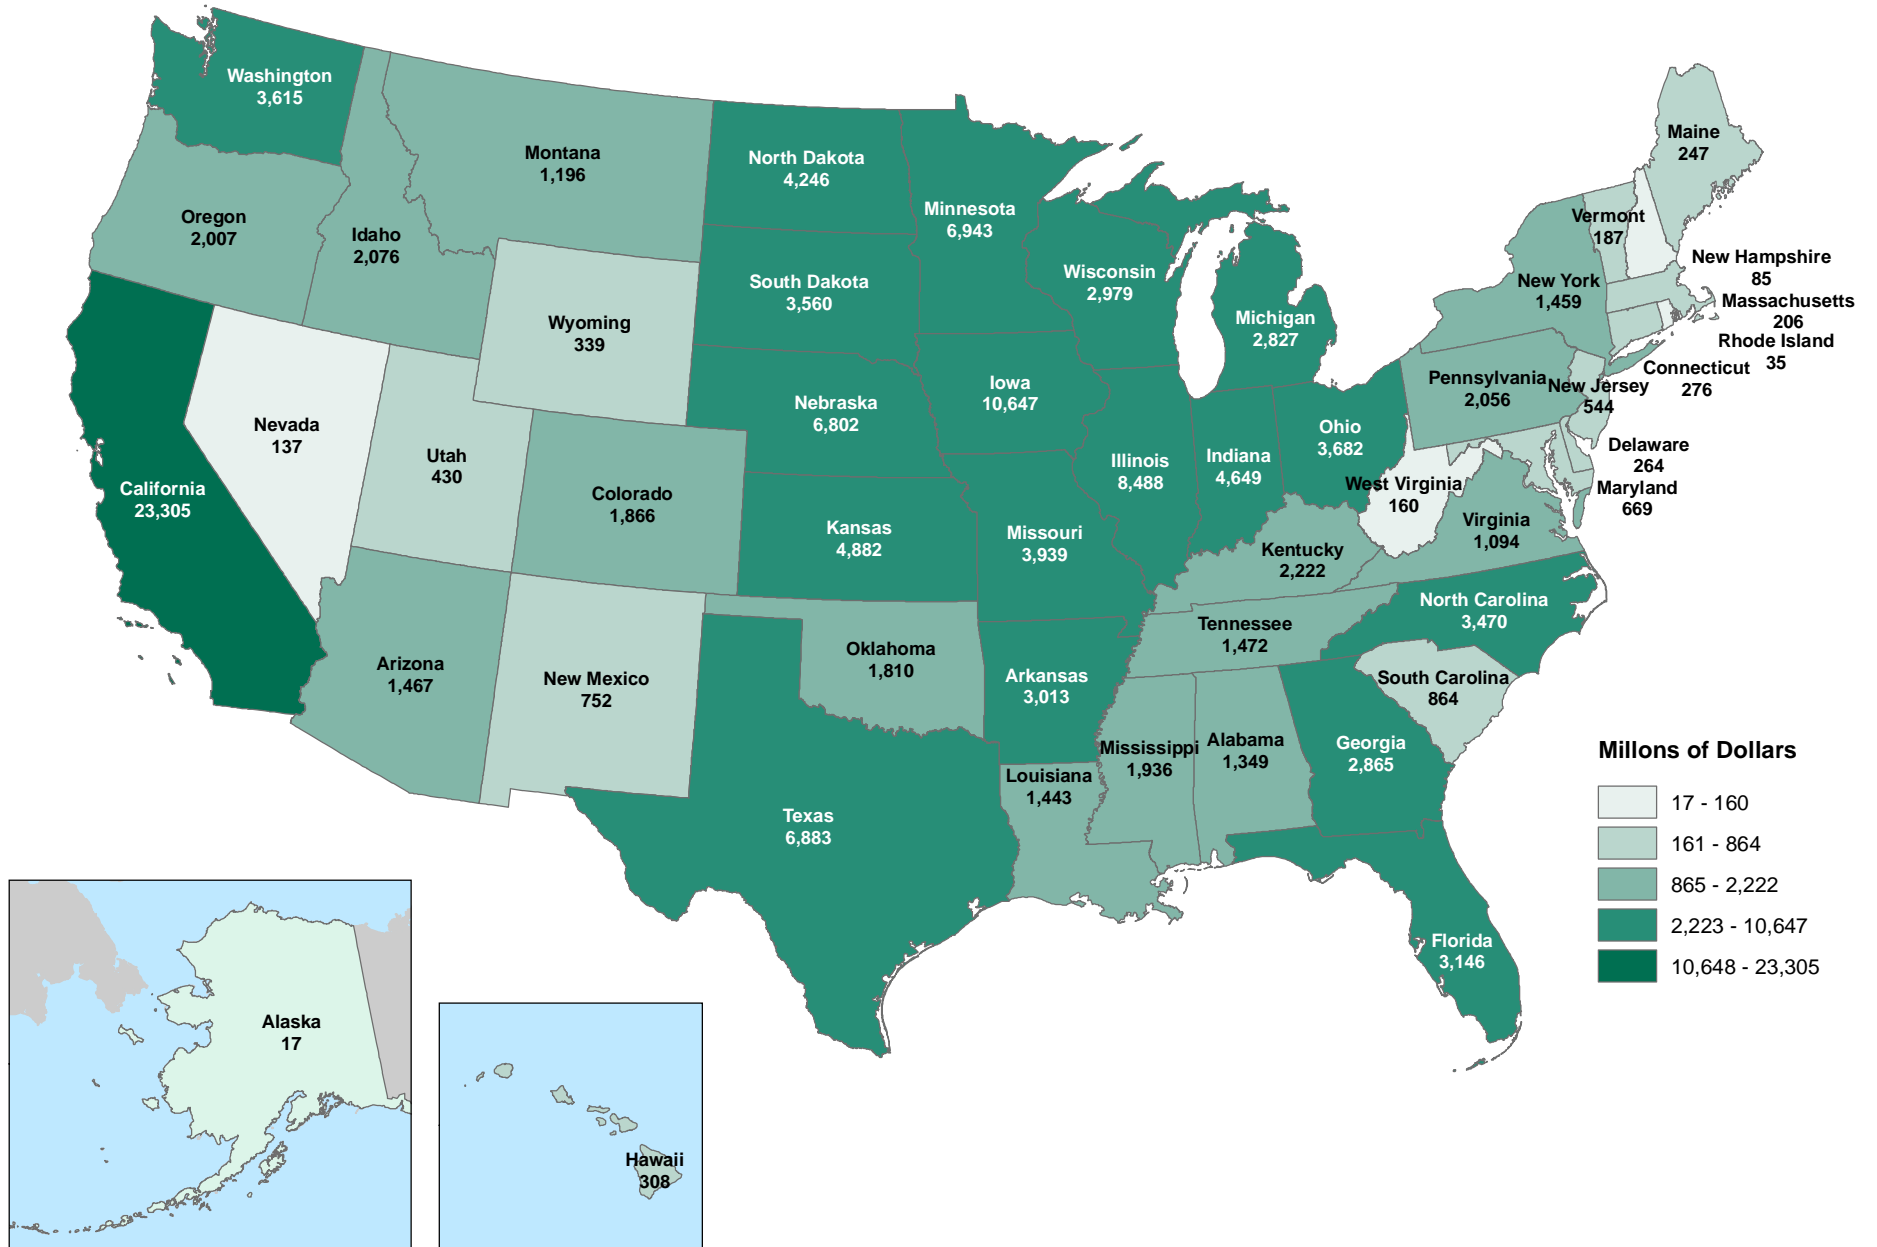 Washington
3,615
Montana
1,196
North Dakota
4,246
Minnesota
6,943
Maine
247
Oregon
2,007
Idaho
2,076
Vermont
187
South Dakota
3,560
Wisconsin
2,979
New Hampshire
85
New York
1,459
Massachusetts
206
Wyoming
339
Michigan
2,827
Rhode Island
35
Connecticut
276
Iowa
10,647
Pennsylvania
2,056
New Jersey
544
Nebraska
6,802
Nevada
137
Utah
430
Ohio
3,682
Illinois
8,488
Indiana
4,649
Delaware
264
California
23,305
Colorado
1,866
West Virginia
160
Maryland
669
Kansas
4,882
Missouri
3,939
Kentucky
2,222
Virginia
1,094
North Carolina
3,470
Tennessee
1,472
Arizona
1,467
New Mexico
752
Oklahoma
1,810
Arkansas
3,013
South Carolina
864
Mississippi
1,936
Alabama
1,349
Georgia
2,865
Louisiana
1,443
Texas
6,883
Florida
3,146
Alaska
17
Hawaii
308
Millons of Dollars
17 - 160
161 - 864
865 - 2,222
2,223 - 10,647
10,648 - 23,305